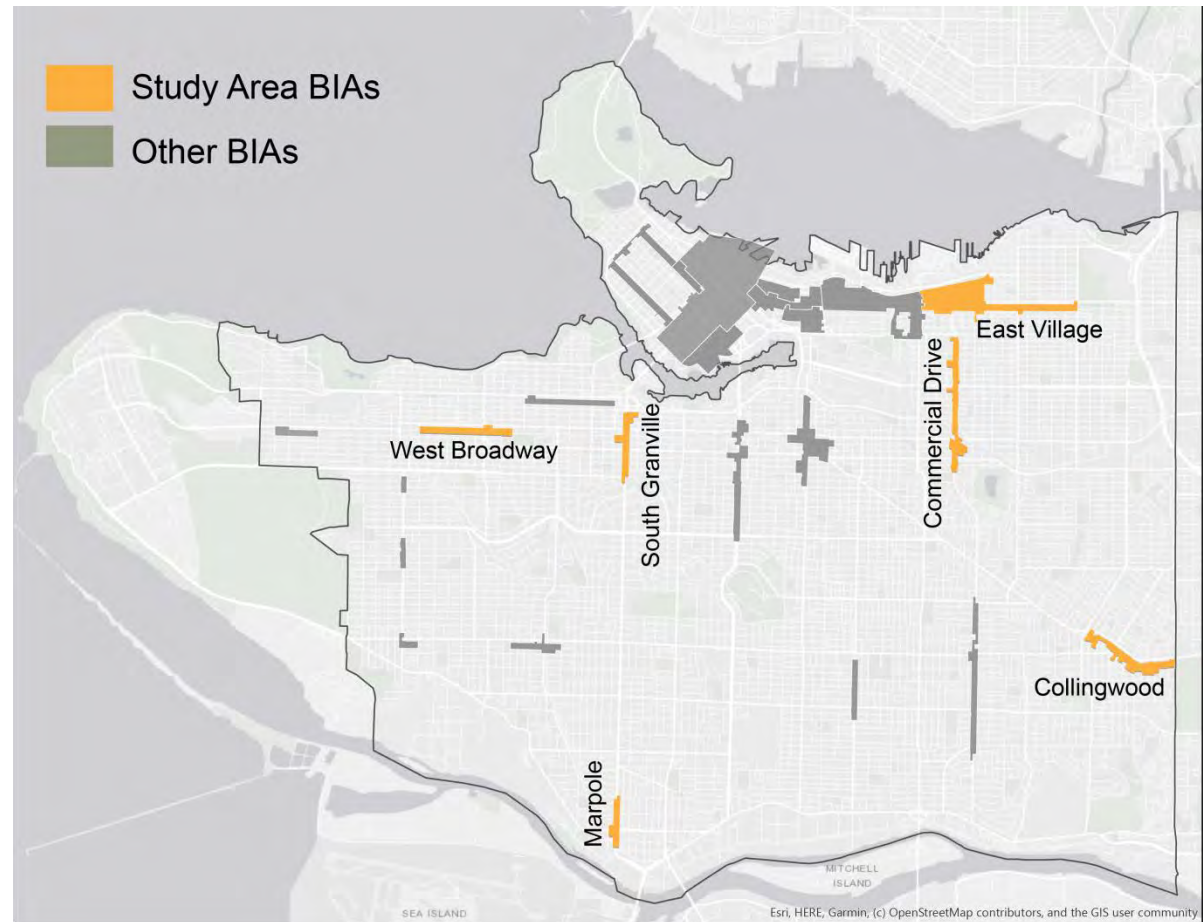 Study Area BIAs
Other BIAs
East Village
Commercial Drive
South Granville
West Broadway
Collingwood
Marpole
MITCHELL
ISLAND
SEA ISLAND
Esri, HERE, Garmin, (c) OpenStreetMap contributors, and the GIS user community